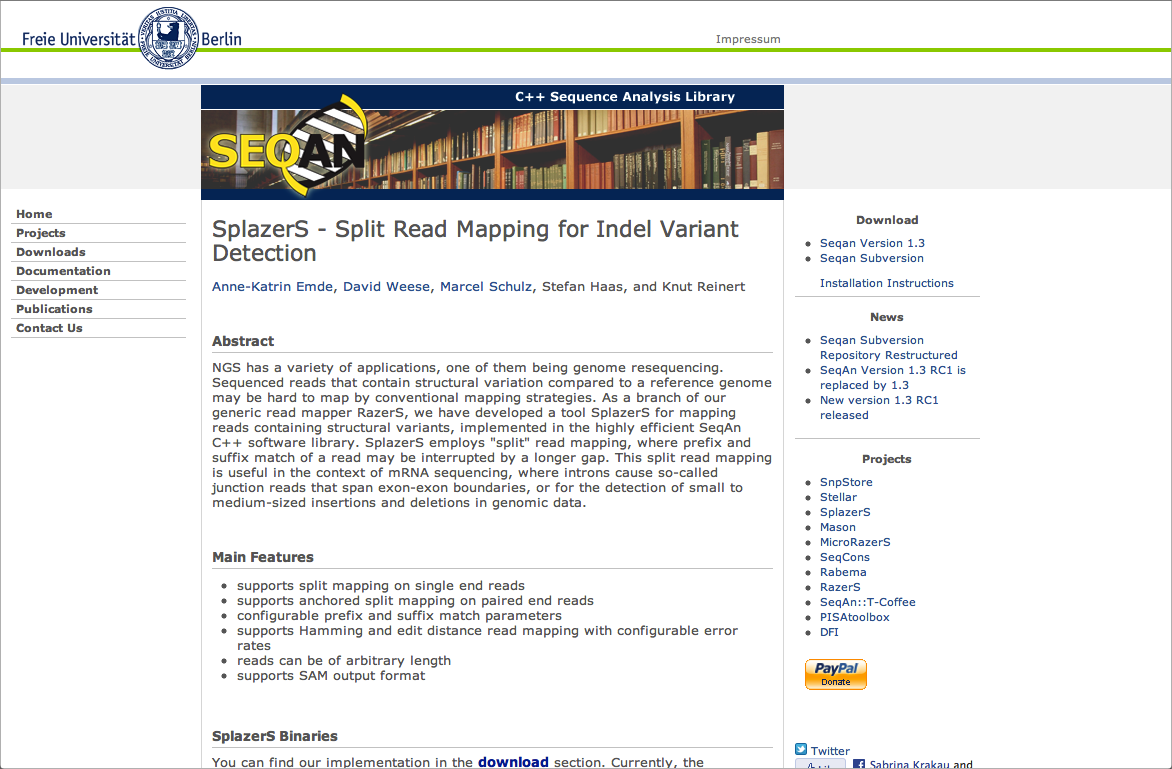 Freie Universität Berlin
Impressum
C++ Sequence Analysis Library
SEQAN
Home
Projects
Downloads
Documentation
Development
Publications
Contact Us
SplazerS - Split Read Mapping for Indel Variant
Detection
Anne-Katrin Emde, David Weese, Marcel Schulz, Stefan Haas, and Knut Reinert
Abstract
NGS has a variety of applications, one of them being genome resequencing.
Sequenced reads that contain structural variation compared to a reference genome
may be hard to map by conventional mapping strategies. As a branch of our
generic read mapper RazerS, we have developed a tool SplazerS for mapping
reads containing structural variants, implemented in the highly efficient SeqAn
C++ software library. SplazerS employs "split" read mapping, where prefix and
suffix match of a read may be interrupted by a longer gap. This split read mapping
is useful in the context of mRNA sequencing, where introns cause so-called
junction reads that span exon-exon boundaries, or for the detection of small to
medium-sized insertions and deletions in genomic data.
Main Features
supports split mapping on single end reads
supports anchored split mapping on paired end reads
configurable prefix and suffix match parameters
supports Hamming and edit distance read mapping with configurable error
rates
reads can be of arbitrary length
supports SAM output format
SplazerS Binaries
You can find our implementation in the download section. Currently, the
Download
Seqan Version 1.3
Seqan Subversion
Installation Instructions
News
Seqan Subversion
Repository Restructured
SeqAn Version 1.3 RC1 is
replaced by 1.3
New version 1.3 RC1
released
Projects
SnpStore
Stellar
SplazerS
Mason
MicroRazerS
SeqCons
Rabema
RazerS
SeqAn::T-Coffee
PISAtoolbox
DFI
PayPal
Donate
Twitter
Sabrina Krakau and